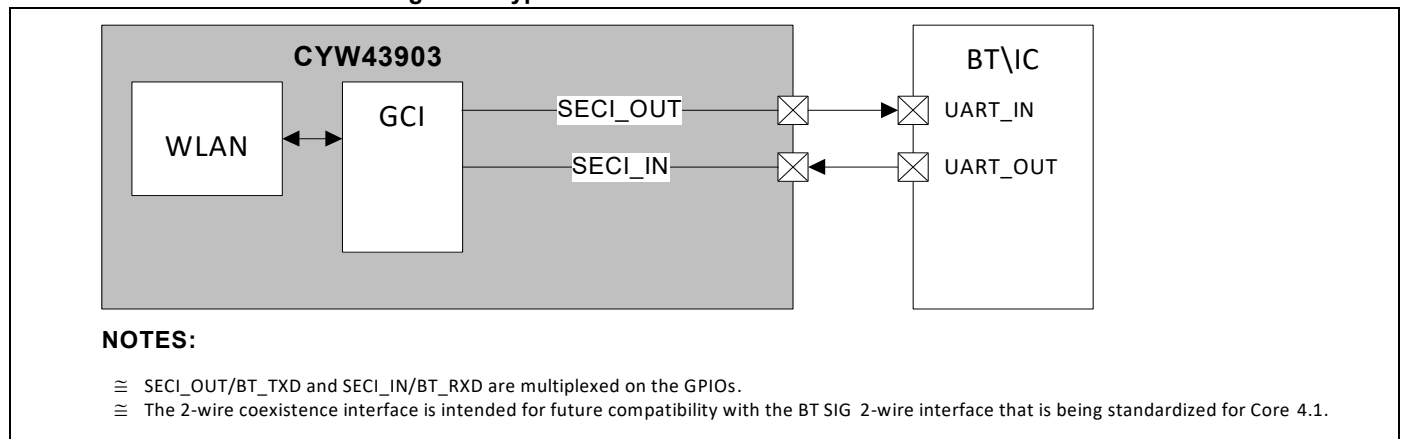 CYW43903
BT\IC
WLAN
GCI
SECI_OUT
UART_IN
SECI_IN
UART_OUT
NOTES:
≅ SECI_OUT/BT_TXD and SECI_IN/BT_RXD are multiplexed on the GPIOs.
≅ The 2-wire coexistence interface is intended for future compatibility with the BT SIG 2-wire interface that is being standardized for Core 4.1.